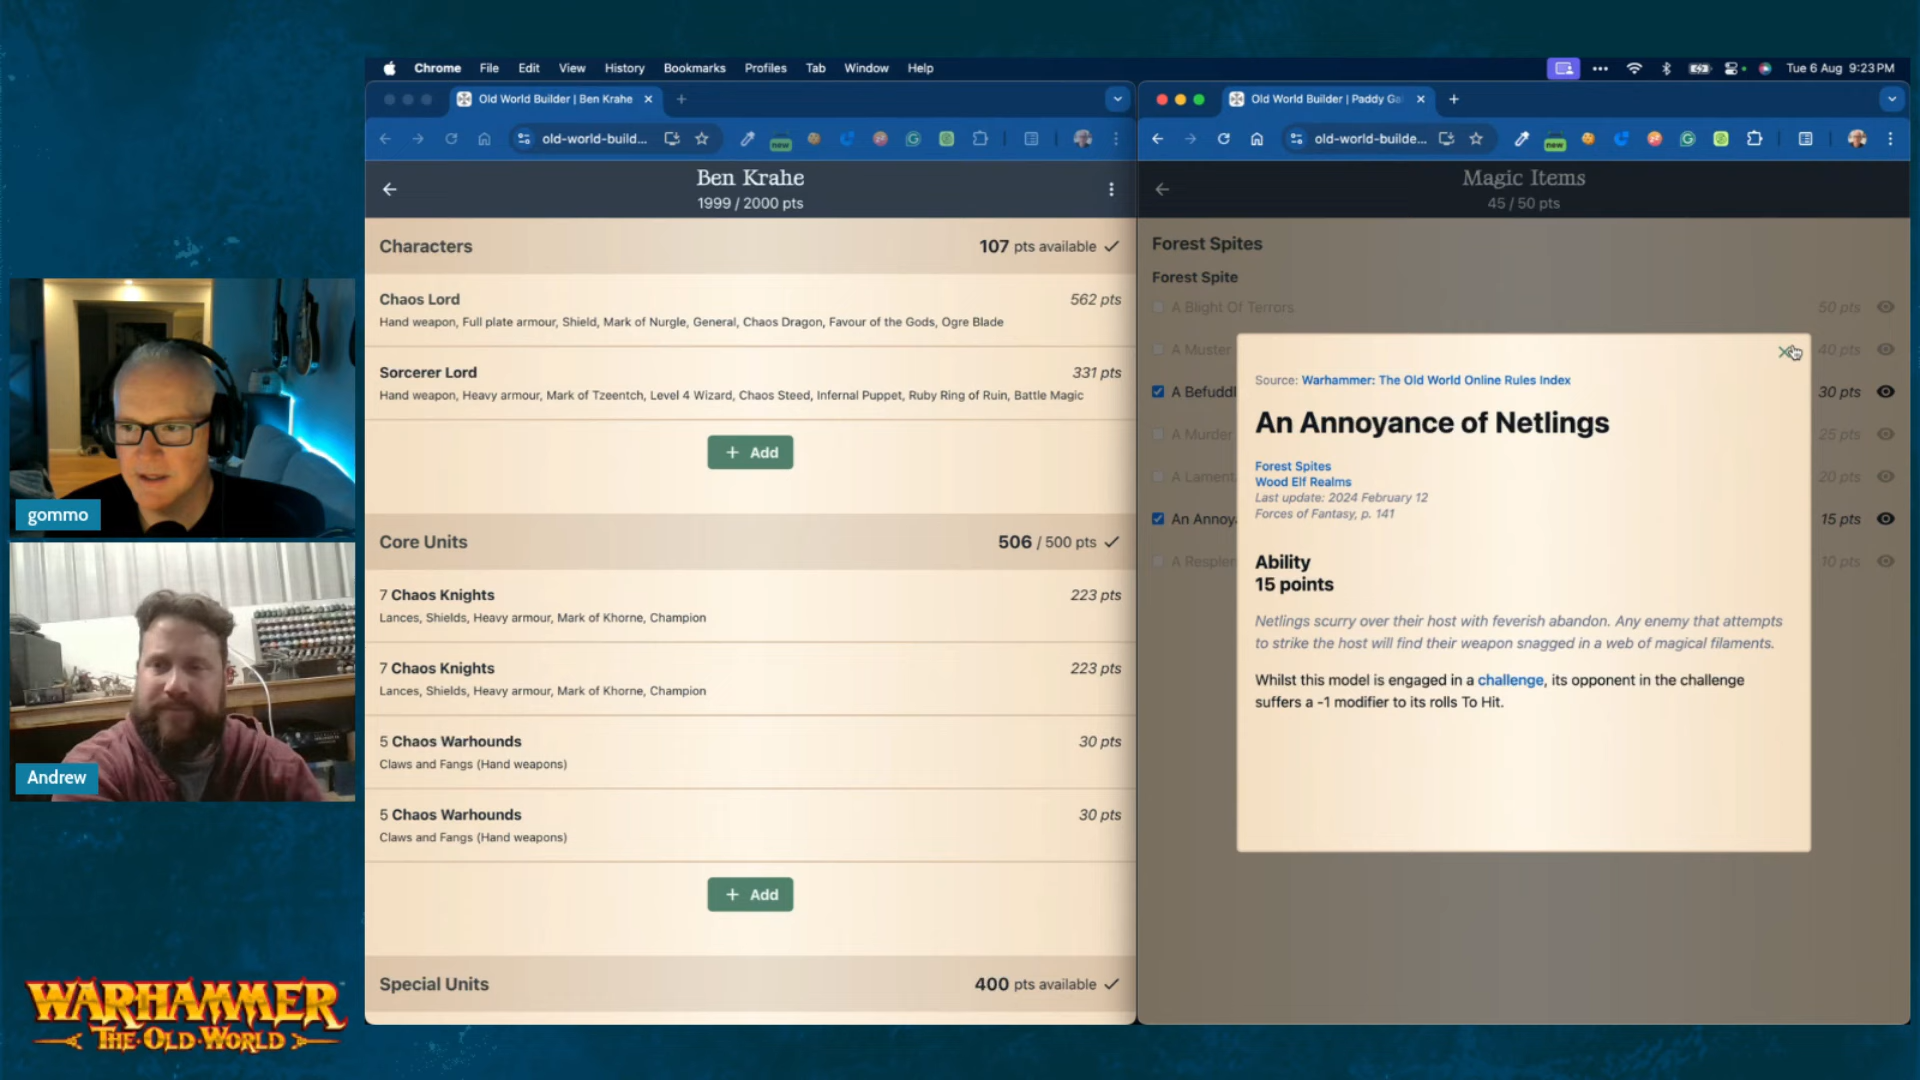 Chrome File Edit View History Bookmarks Profiles Tab Window Help
Tue 6 Aug 9:23 PM
Old World Builder | Ben Krahe
old-world-build...
new
Ben Krahe
1999 / 2000 pts
Characters
107 pts available
Chaos Lord
562 pts
Hand weapon, Full plate armour, Shield, Mark of Nurgle, General, Chaos Dragon, Favour of the Gods, Ogre Blade
Sorcerer Lord
331 pts
Hand weapon, Heavy armour, Mark of Tzeentch, Level 4 Wizard, Chaos Steed, Infernal Puppet, Ruby Ring of Ruin, Battle Magic
+ Add
Core Units
506 / 500 pts
7 Chaos Knights
223 pts
Lances, Shields, Heavy armour, Mark of Khorne, Champion
7 Chaos Knights
223 pts
Lances, Shields, Heavy armour, Mark of Khorne, Champion
5 Chaos Warhounds
30 pts
Claws and Fangs (Hand weapons)
5 Chaos Warhounds
30 pts
Claws and Fangs (Hand weapons)
+ Add
Special Units
400 pts available
Old World Builder | Paddy Ga
old-world-builde...
new
Magic Items
45 / 50 pts
Forest Spites
Forest Spite
A Blight Of Terrors
50 pts
A Muster
40 pts
A Befuddl
30 pts
A Murder
25 pts
A Lament
20 pts
An Annoy
15 pts
A Resplen
10 pts
Source: Warhammer: The Old World Online Rules Index
An Annoyance of Netlings
Forest Spites
Wood Elf Realms
Last update: 2024 February 12
Forces of Fantasy, p. 141
Ability
15 points
Netlings scurry over their host with feverish abandon. Any enemy that attempts
to strike the host will find their weapon snagged in a web of magical filaments.
Whilst this model is engaged in a challenge, its opponent in the challenge
suffers a -1 modifier to its rolls To Hit.
gommo
Andrew
WARHAMMER
THE·OLD·WORLD